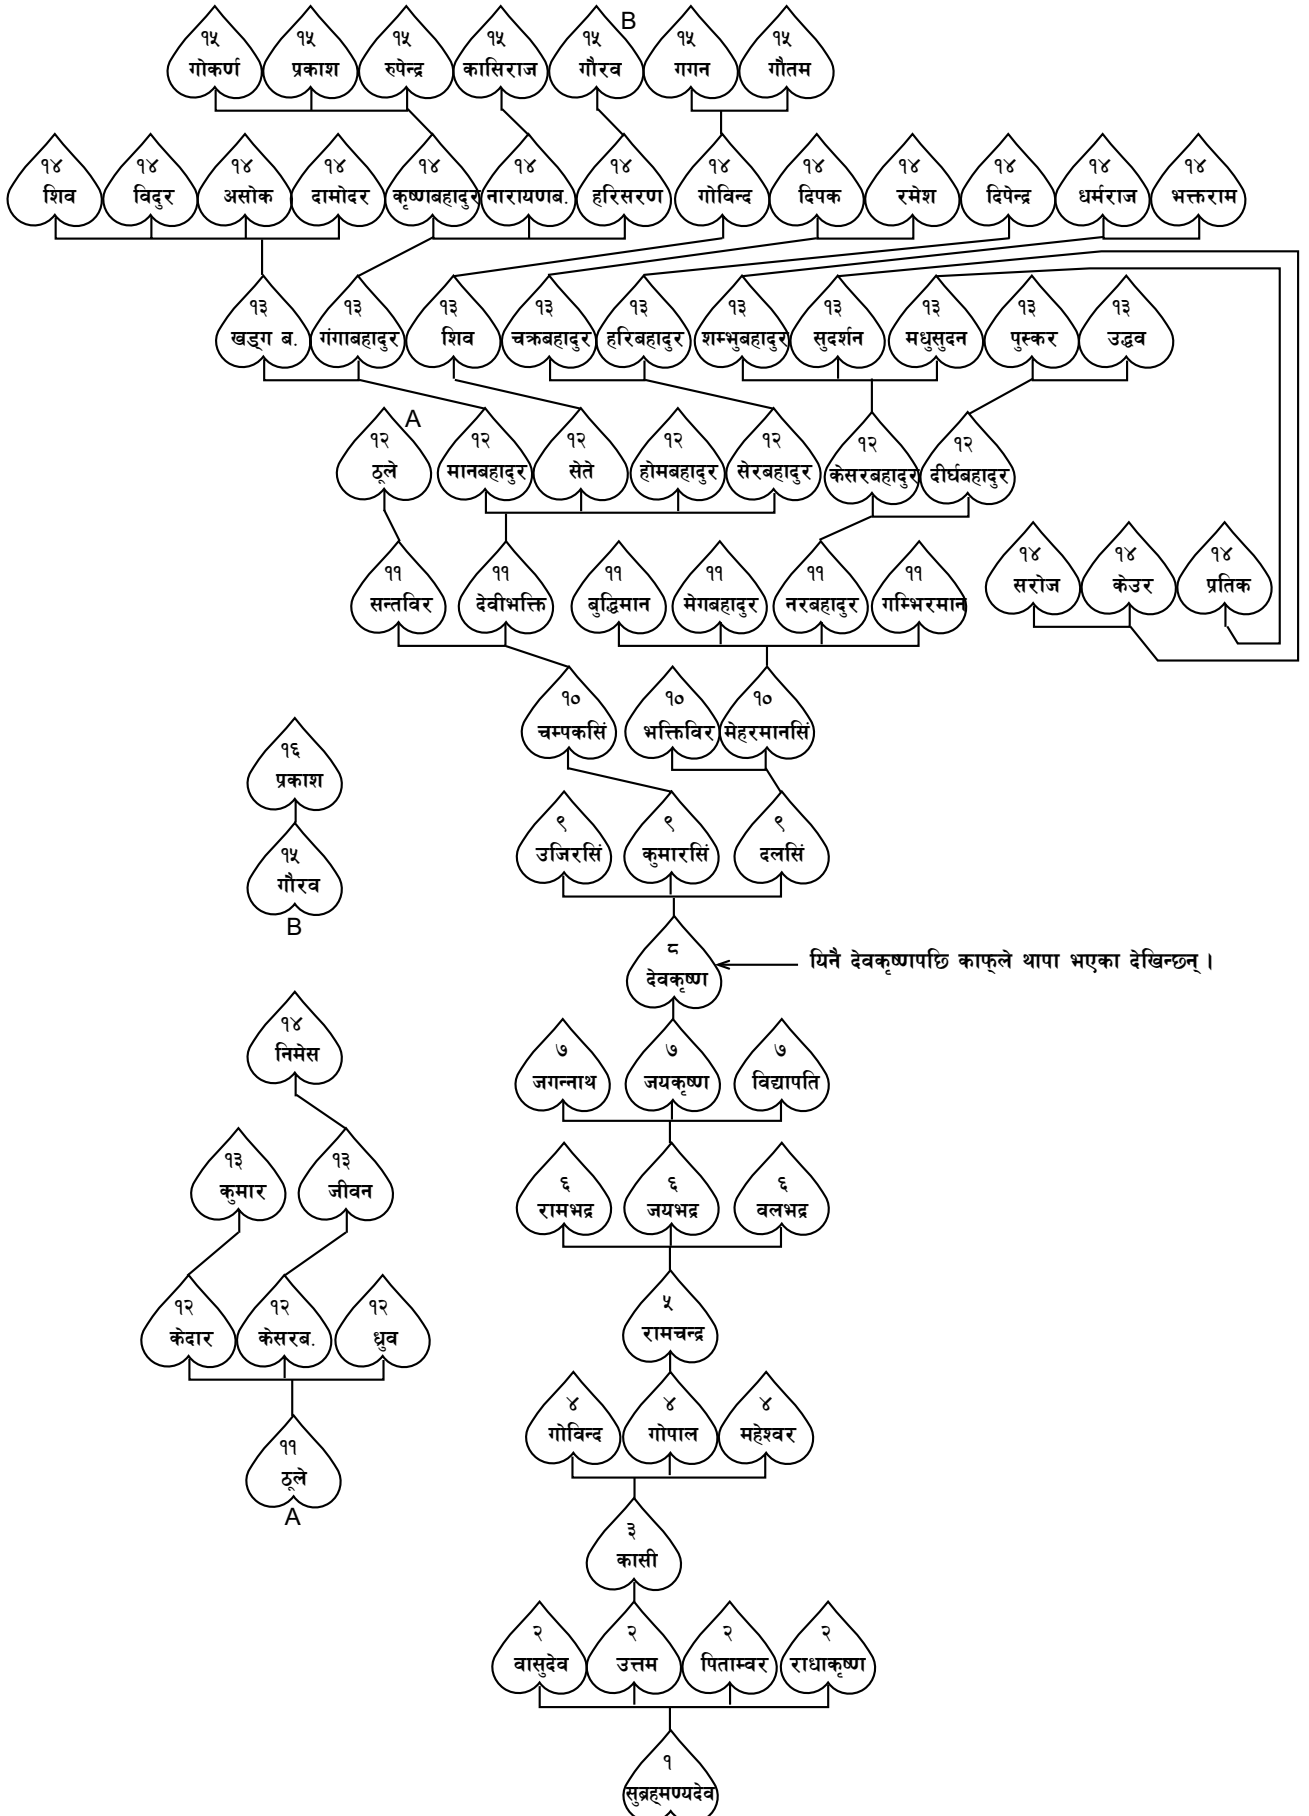 B
१५ १५ १५ १५ १५ १५ १५
गोकर्ण प्रकाश रुपेन्द्र कासिराज गौरव गगन गौतम
१४ १४ १४ १४ १४ १४ १४ १४ १४ १४ १४ १४ १४
शिव विदुर असोक दामोदर कृष्णबहादुर नारायणब. हरिसरण गोविन्द दिपक रमेश दिपेन्द्र धर्मराज भक्तराम
१३ १३ १३ १३ १३ १३ १३ १३ १३ १३
खड्ग ब. गंगाबहादुर शिव चक्रबहादुर हरिबहादुर शम्भुबहादुर सुदर्शन मधुसुदन पुस्कर उद्धव
A
१२ १२ १२ १२ १२ १२ १२
ठूले मानबहादुर सेते होमबहादुर सेरबहादुर केसरबहादुर दीर्घबहादुर
१४ १४ १४
सरोज केउर प्रतिक
११ ११ ११ ११ ११ ११
सन्तविर देवीभक्ति बुद्धिमान मेगबहादुर नरबहादुर गम्भिरमान
१० १० १०
चम्पकसिं भक्तिविर मेहरमानसिं
१६
प्रकाश
९ ९ ९
उजिरसिं कुमारसिं दलसिं
१५
गौरव
B
८
देवकृष्ण
यिनै देवकृष्णपछि काफ्ले थापा भएका देखिन्छन् ।
१४
निमेस
७ ७ ७
जगन्नाथ जयकृष्ण विद्यापति
१३ १३
कुमार जीवन
६ ६ ६
रामभद्र जयभद्र वलभद्र
१२ १२ १२
केदार केसरब. ध्रुव
५
रामचन्द्र
४ ४ ४
गोविन्द गोपाल महेश्वर
११
ठूले
A
३
कासी
२ २ २ २
वासुदेव उत्तम पिताम्वर राधाकृष्ण
१
सुब्रह्मण्यदेव